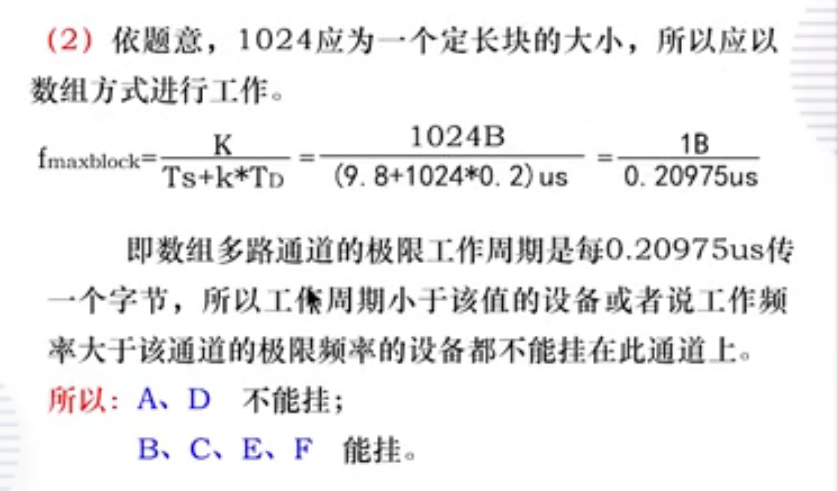 (2) 依题意，1024应为一个定长块的大小，所以应以
数组方式进行工作。
fmaxblock=K/(Ts+k*TD)=1024B/((9.8+1024*0.2)us)=1B/0.20975us
即数组多路通道的极限工作周期是每0.20975us传
一个字节，所以工作周期小于该值的设备或者说工作频
率大于该通道的极限频率的设备都不能挂在此通道上。
所以：A、D 不能挂；
B、C、E、F 能挂。